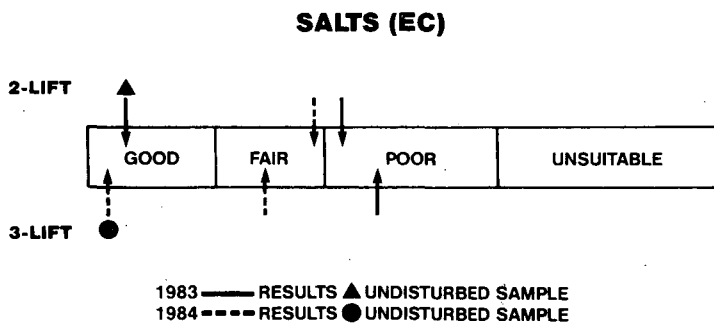 SALTS (EC)
2-LIFT
GOOD FAIR POOR UNSUITABLE
3-LIFT
1983 RESULTS UNDISTURBED SAMPLE
1984 RESULTS UNDISTURBED SAMPLE